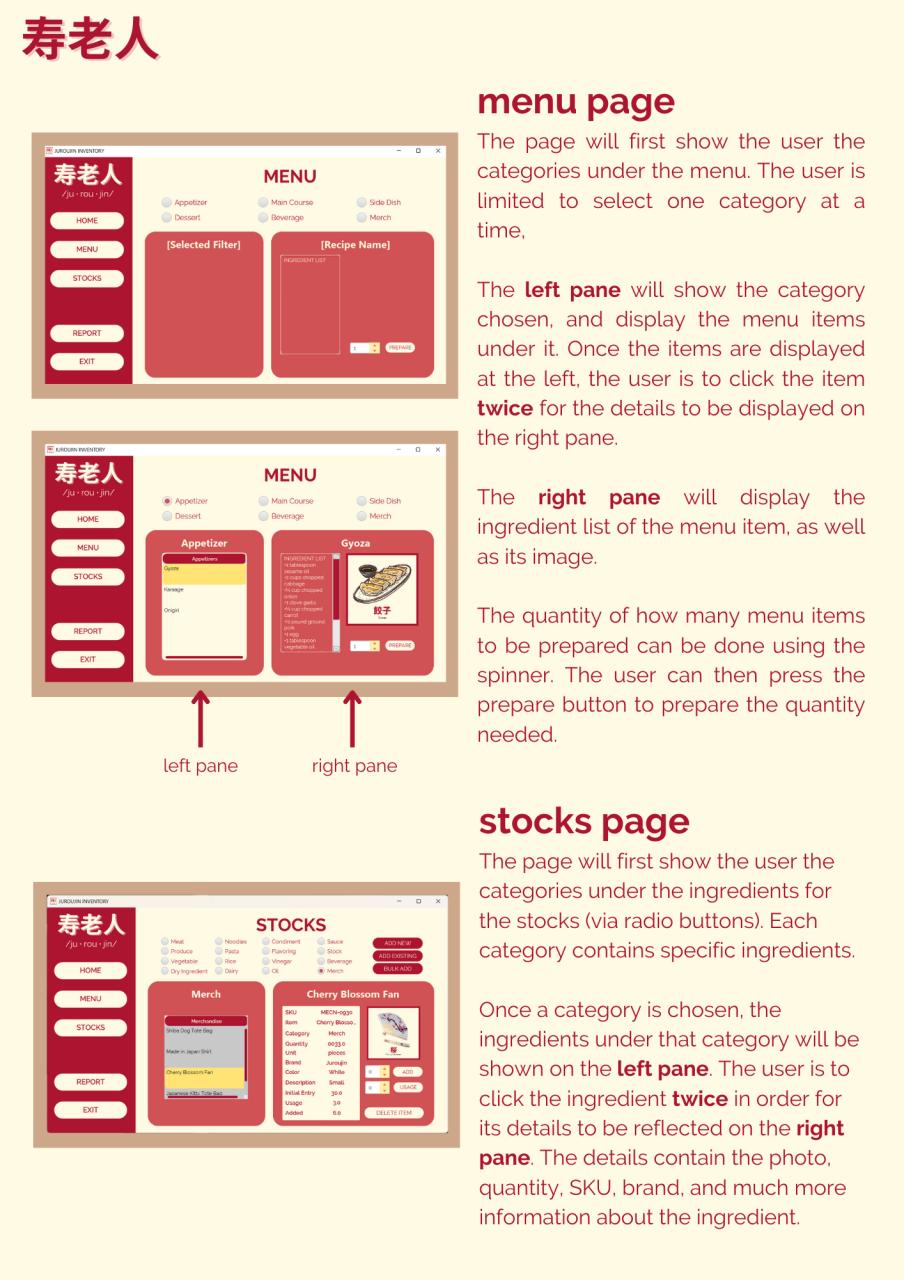 寿老人
menu page
The page will first show the user the
categories under the menu. The user is
limited to select one category at a
time,
The left pane will show the category
chosen, and display the menu items
under it. Once the items are displayed
at the left, the user is to click the item
twice for the details to be displayed on
the right pane.
The right pane will display the
ingredient list of the menu item, as well
as its image.
The quantity of how many menu items
to be prepared can be done using the
spinner. The user can then press the
prepare button to prepare the quantity
needed.
JUROUJIN INVENTORY
寿老人
/ju・rou・jin/
HOME
MENU
STOCKS
REPORT
EXIT
MENU
Appetizer Main Course Side Dish
Dessert Beverage Merch
[Selected Filter]
[Recipe Name]
INGREDIENT LIST
1 PREPARE
JUROUJIN INVENTORY
寿老人
/ju・rou・jin/
HOME
MENU
STOCKS
REPORT
EXIT
MENU
Appetizer Main Course Side Dish
Dessert Beverage Merch
Appetizer
Appetizers
Gyoza
Karaage
Onigiri
Gyoza
INGREDIENT LIST
•1 tablespoon
sesame oil
•2 cups chopped
cabbage
•¼ cup chopped
onion
•1 clove garlic
•¼ cup chopped
carrot
•½ pound ground
pork
•1 egg
•1 tablespoon
vegetable oil
餃子
1 PREPARE
left pane
right pane
stocks page
The page will first show the user the
categories under the ingredients for
the stocks (via radio buttons). Each
category contains specific ingredients.
Once a category is chosen, the
ingredients under that category will be
shown on the left pane. The user is to
click the ingredient twice in order for
its details to be reflected on the right
pane. The details contain the photo,
quantity, SKU, brand, and much more
information about the ingredient.
JUROUJIN INVENTORY
寿老人
/ju・rou・jin/
HOME
MENU
STOCKS
REPORT
EXIT
STOCKS
Meat Noodles Condiment Sauce
Produce Pasta Flavoring Stock
Vegetable Rice Vinegar Beverage
Dry Ingredient Dairy Oil Merch
ADD NEW
ADD EXISTING
BULK ADD
Merch
Merchandise
Shiba Dog Tote Bag
Made in Japan Shirt
Cherry Blossom Fan
Japanese Kitty Tote Bag
Cherry Blossom Fan
SKU MECN-0930
Item Cherry Blosso...
Category Merch
Quantity 0033.0
Unit pieces
Brand Juroujin
Color White
Description Small
Initial Entry 30.0
Usage 3.0
Added 6.0
0 ADD
0 USAGE
DELETE ITEM